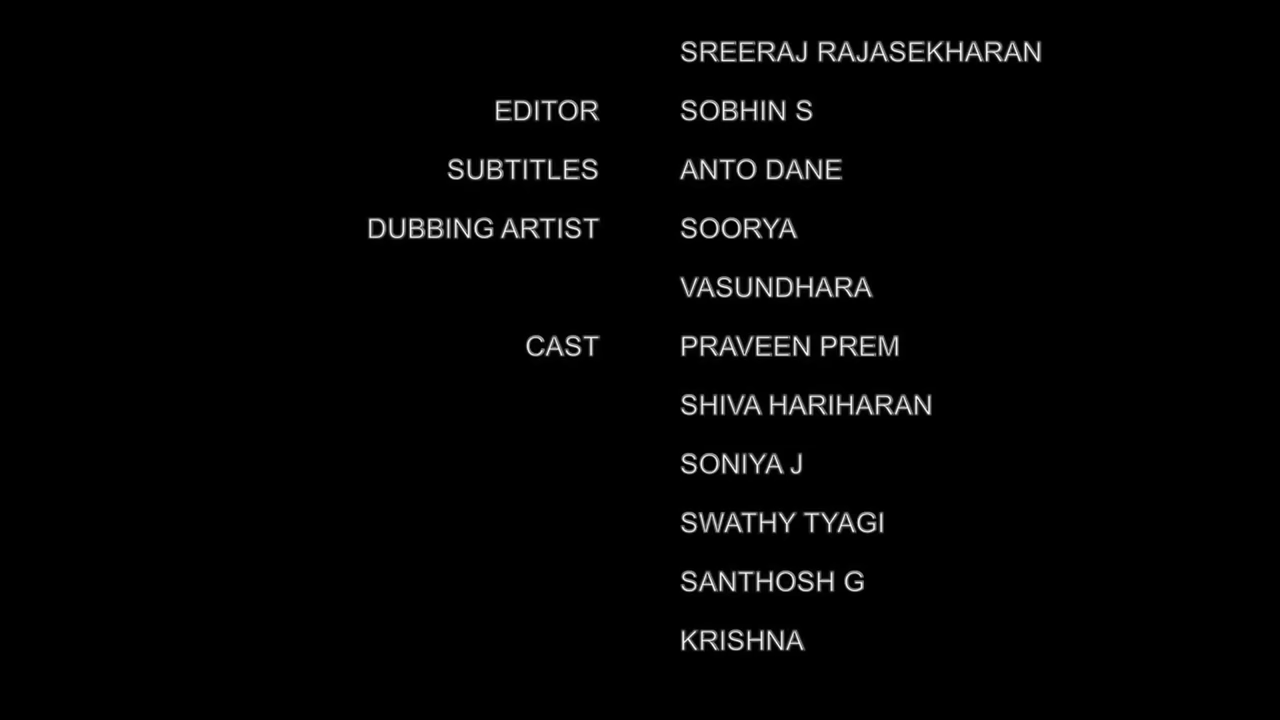 SREERAJ RAJASEKHARAN
EDITOR SOBHIN S
SUBTITLES ANTO DANE
DUBBING ARTIST SOORYA
VASUNDHARA
CAST PRAVEEN PREM
SHIVA HARIHARAN
SONIYA J
SWATHY TYAGI
SANTHOSH G
KRISHNA